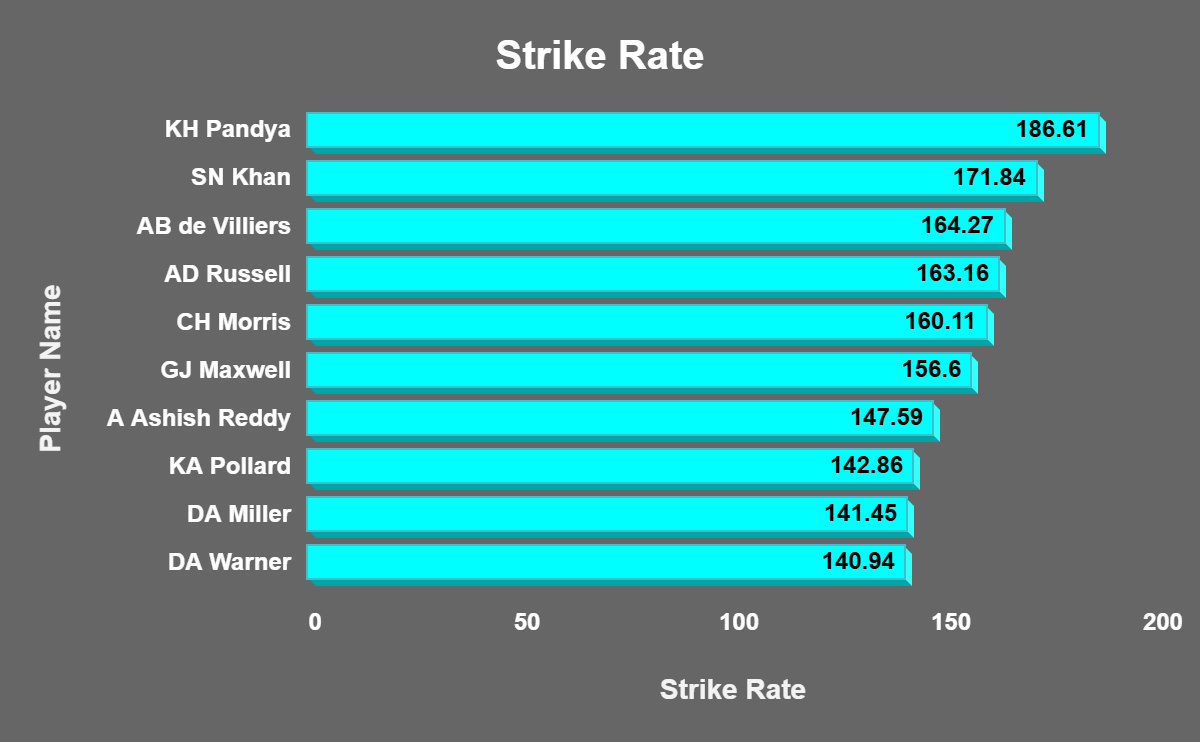 Strike Rate
Player Name
KH Pandya 186.61
SN Khan 171.84
AB de Villiers 164.27
AD Russell 163.16
CH Morris 160.11
GJ Maxwell 156.6
A Ashish Reddy 147.59
KA Pollard 142.86
DA Miller 141.45
DA Warner 140.94
0 50 100 150 200
Strike Rate